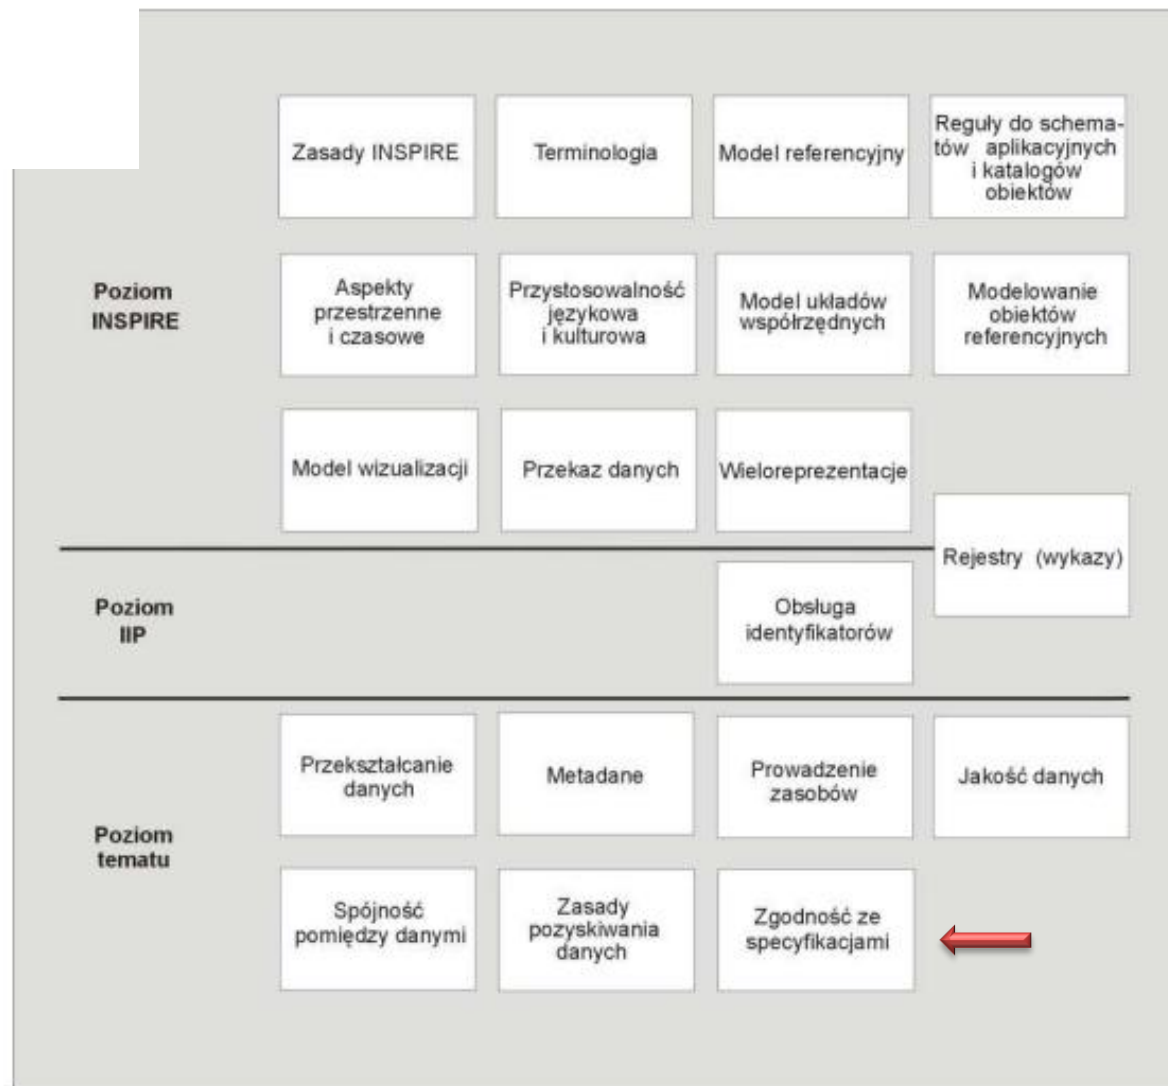 Zasady INSPIRE
Terminologia
Model referencyjny
Reguły do schema-
tów aplikacyjnych
i katalogów
obiektów
Poziom
INSPIRE
Aspekty
przestrzenne
i czasowe
Przystosowalność
językowa
i kulturowa
Model układów
współrzędnych
Modelowanie
obiektów
referencyjnych
Model wizualizacji
Przekaz danych
Wieloreprezentacje
Rejestry (wykazy)
Poziom
IIP
Obsługa
identyfikatorów
Przekształcanie
danych
Metadane
Prowadzenie
zasobów
Jakość danych
Poziom
tematu
Spójność
pomiędzy danymi
Zasady
pozyskiwania
danych
Zgodność ze
specyfikacjami